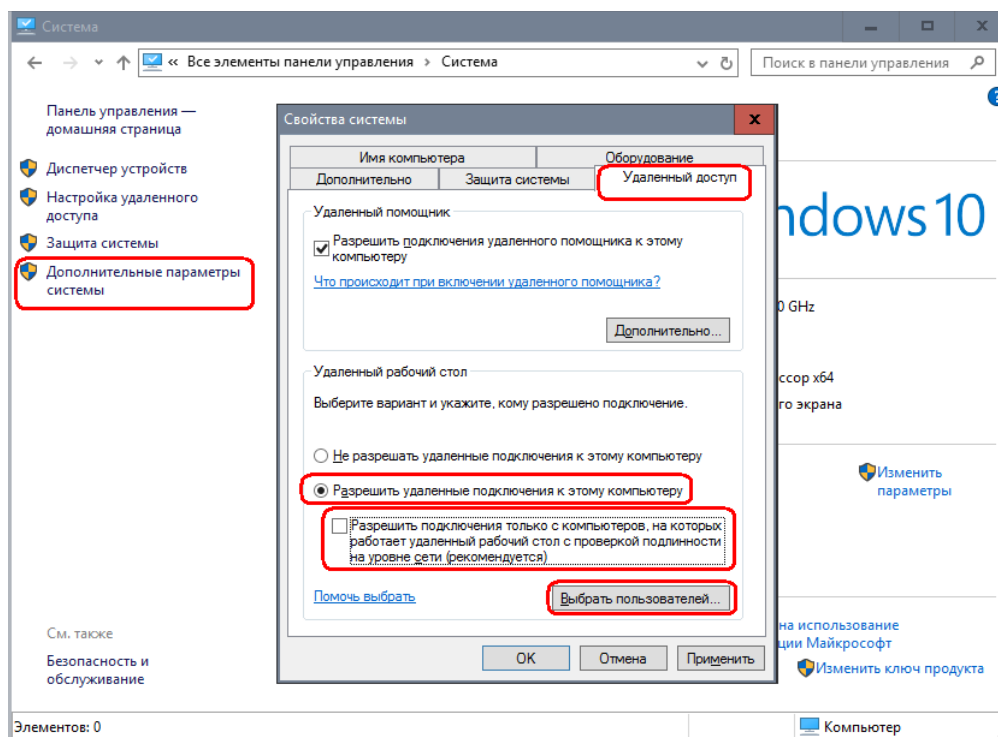 Система
« Все элементы панели управления › Система
Поиск в панели управления
Панель управления —
домашняя страница
Диспетчер устройств
Настройка удаленного
доступа
Защита системы
Дополнительные параметры
системы
См. также
Безопасность и
обслуживание
Свойства системы
Имя компьютера
Оборудование
Дополнительно
Защита системы
Удаленный доступ
Удаленный помощник
Разрешить подключения удаленного помощника к этому
компьютеру
Что происходит при включении удаленного помощника?
Дополнительно...
Удаленный рабочий стол
Выберите вариант и укажите, кому разрешено подключение.
Не разрешать удаленные подключения к этому компьютеру
Разрешить удаленные подключения к этому компьютеру
Разрешить подключения только с компьютеров, на которых
работает удаленный рабочий стол с проверкой подлинности
на уровне сети (рекомендуется)
Помочь выбрать
Выбрать пользователей...
OK
Отмена
Применить
ndows 10
0 GHz
ссор x64
го экрана
Изменить
параметры
на использование
ции Майкрософт
Изменить ключ продукта
Элементов: 0
Компьютер